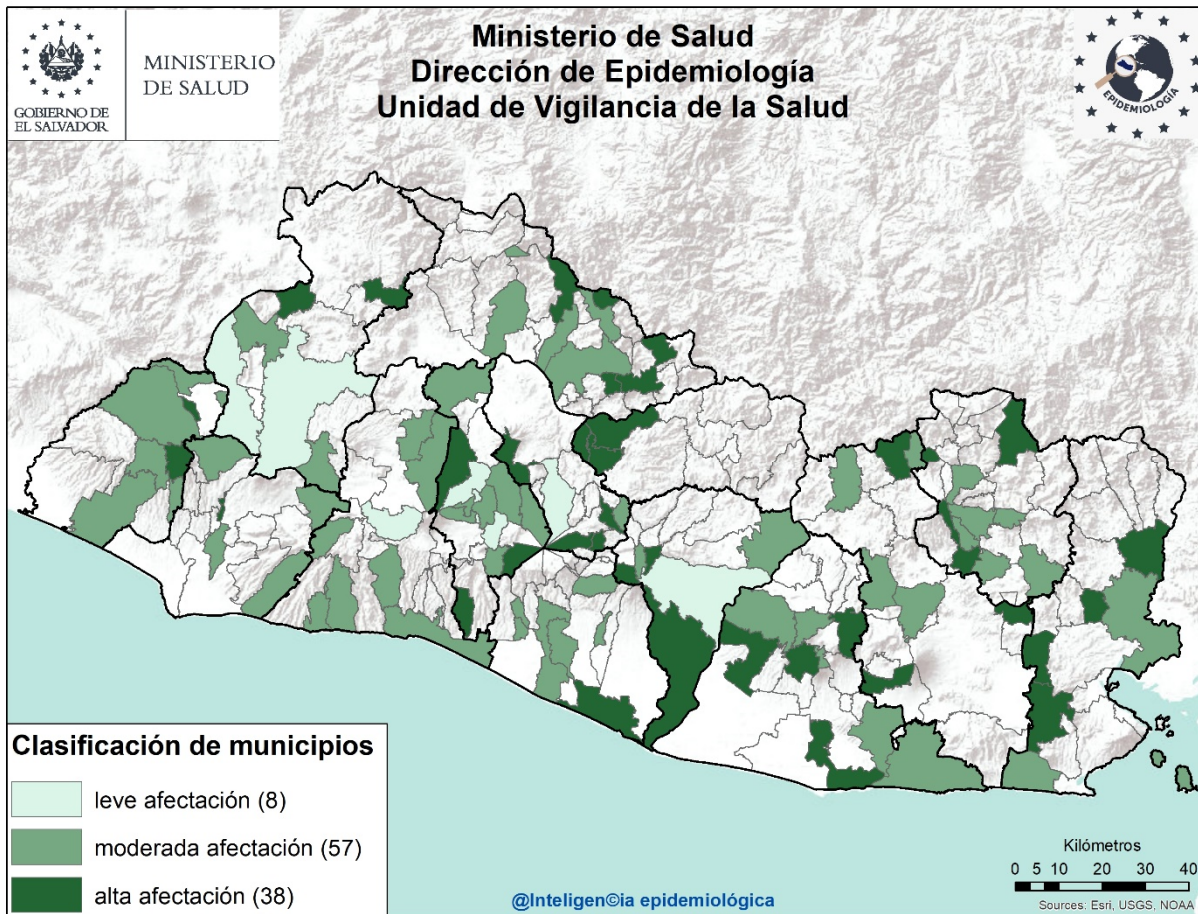 Ministerio de Salud
Dirección de Epidemiología
Unidad de Vigilancia de la Salud
MINISTERIO
DE SALUD
GOBIERNO DE
EL SALVADOR
EPIDEMIOLOGÍA
Clasificación de municipios
leve afectación (8)
moderada afectación (57)
alta afectación (38)
@Inteligen©ia epidemiológica
Kilómetros
0 5 10 20 30 40
Sources: Esri, USGS, NOAA